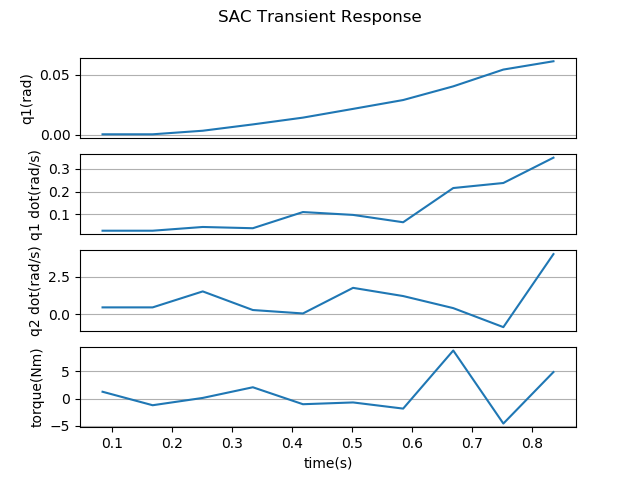 SAC Transient Response
q1(rad)
0.05
0.00
q1 dot(rad/s)
0.3
0.2
0.1
q2 dot(rad/s)
2.5
0.0
torque(Nm)
5
0
−5
0.1 0.2 0.3 0.4 0.5 0.6 0.7 0.8
time(s)